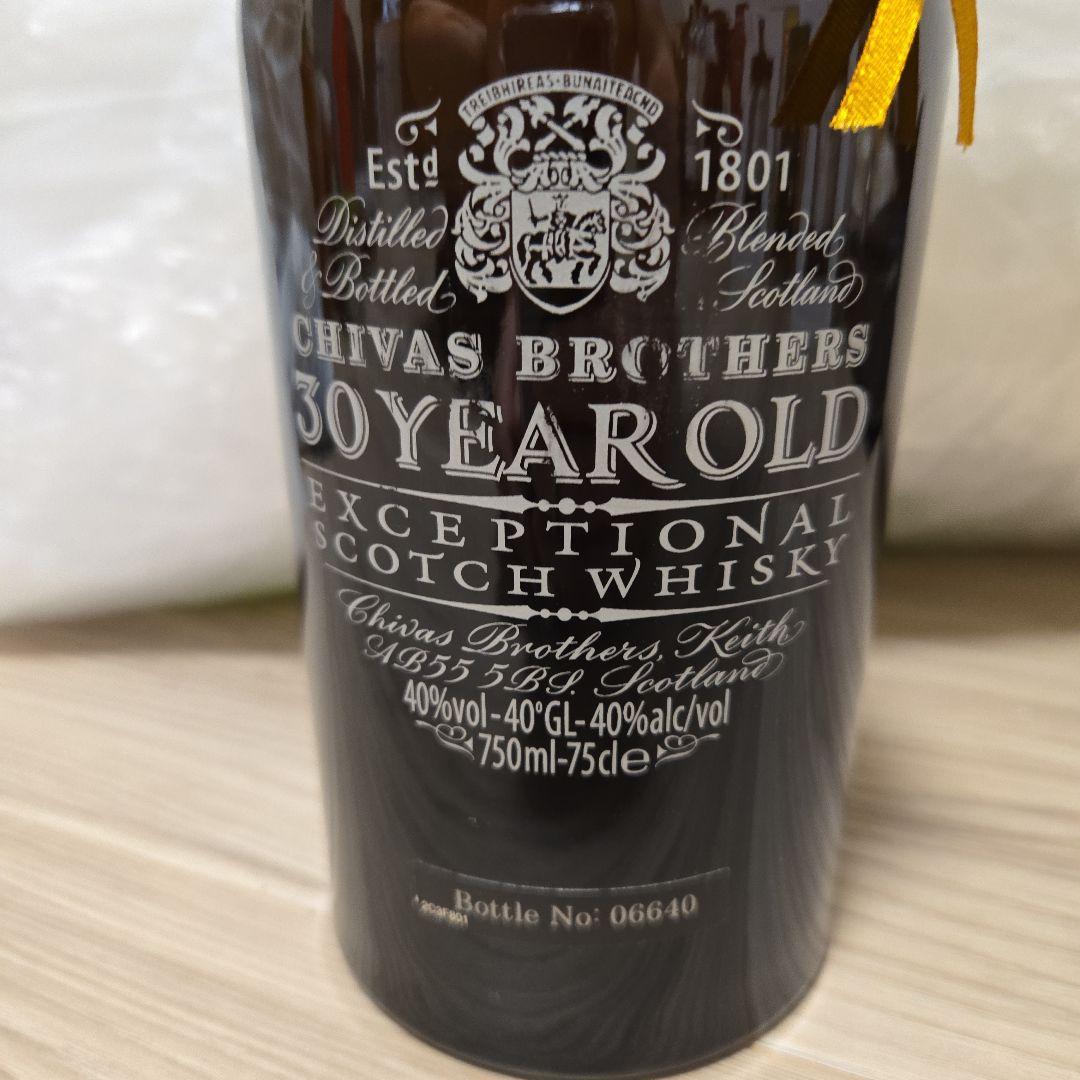 TREIBHIREAS-BUNAITEACHD
Estd 1801
Distilled Blended
& Bottled Scotland
CHIVAS BROTHERS
30 YEAR OLD
EXCEPTIONAL
SCOTCH WHISKY
Chivas Brothers, Keith
AB55 5BS. Scotland
40%vol-40°GL-40%alc/vol
750ml-75cle
Bottle No: 06640